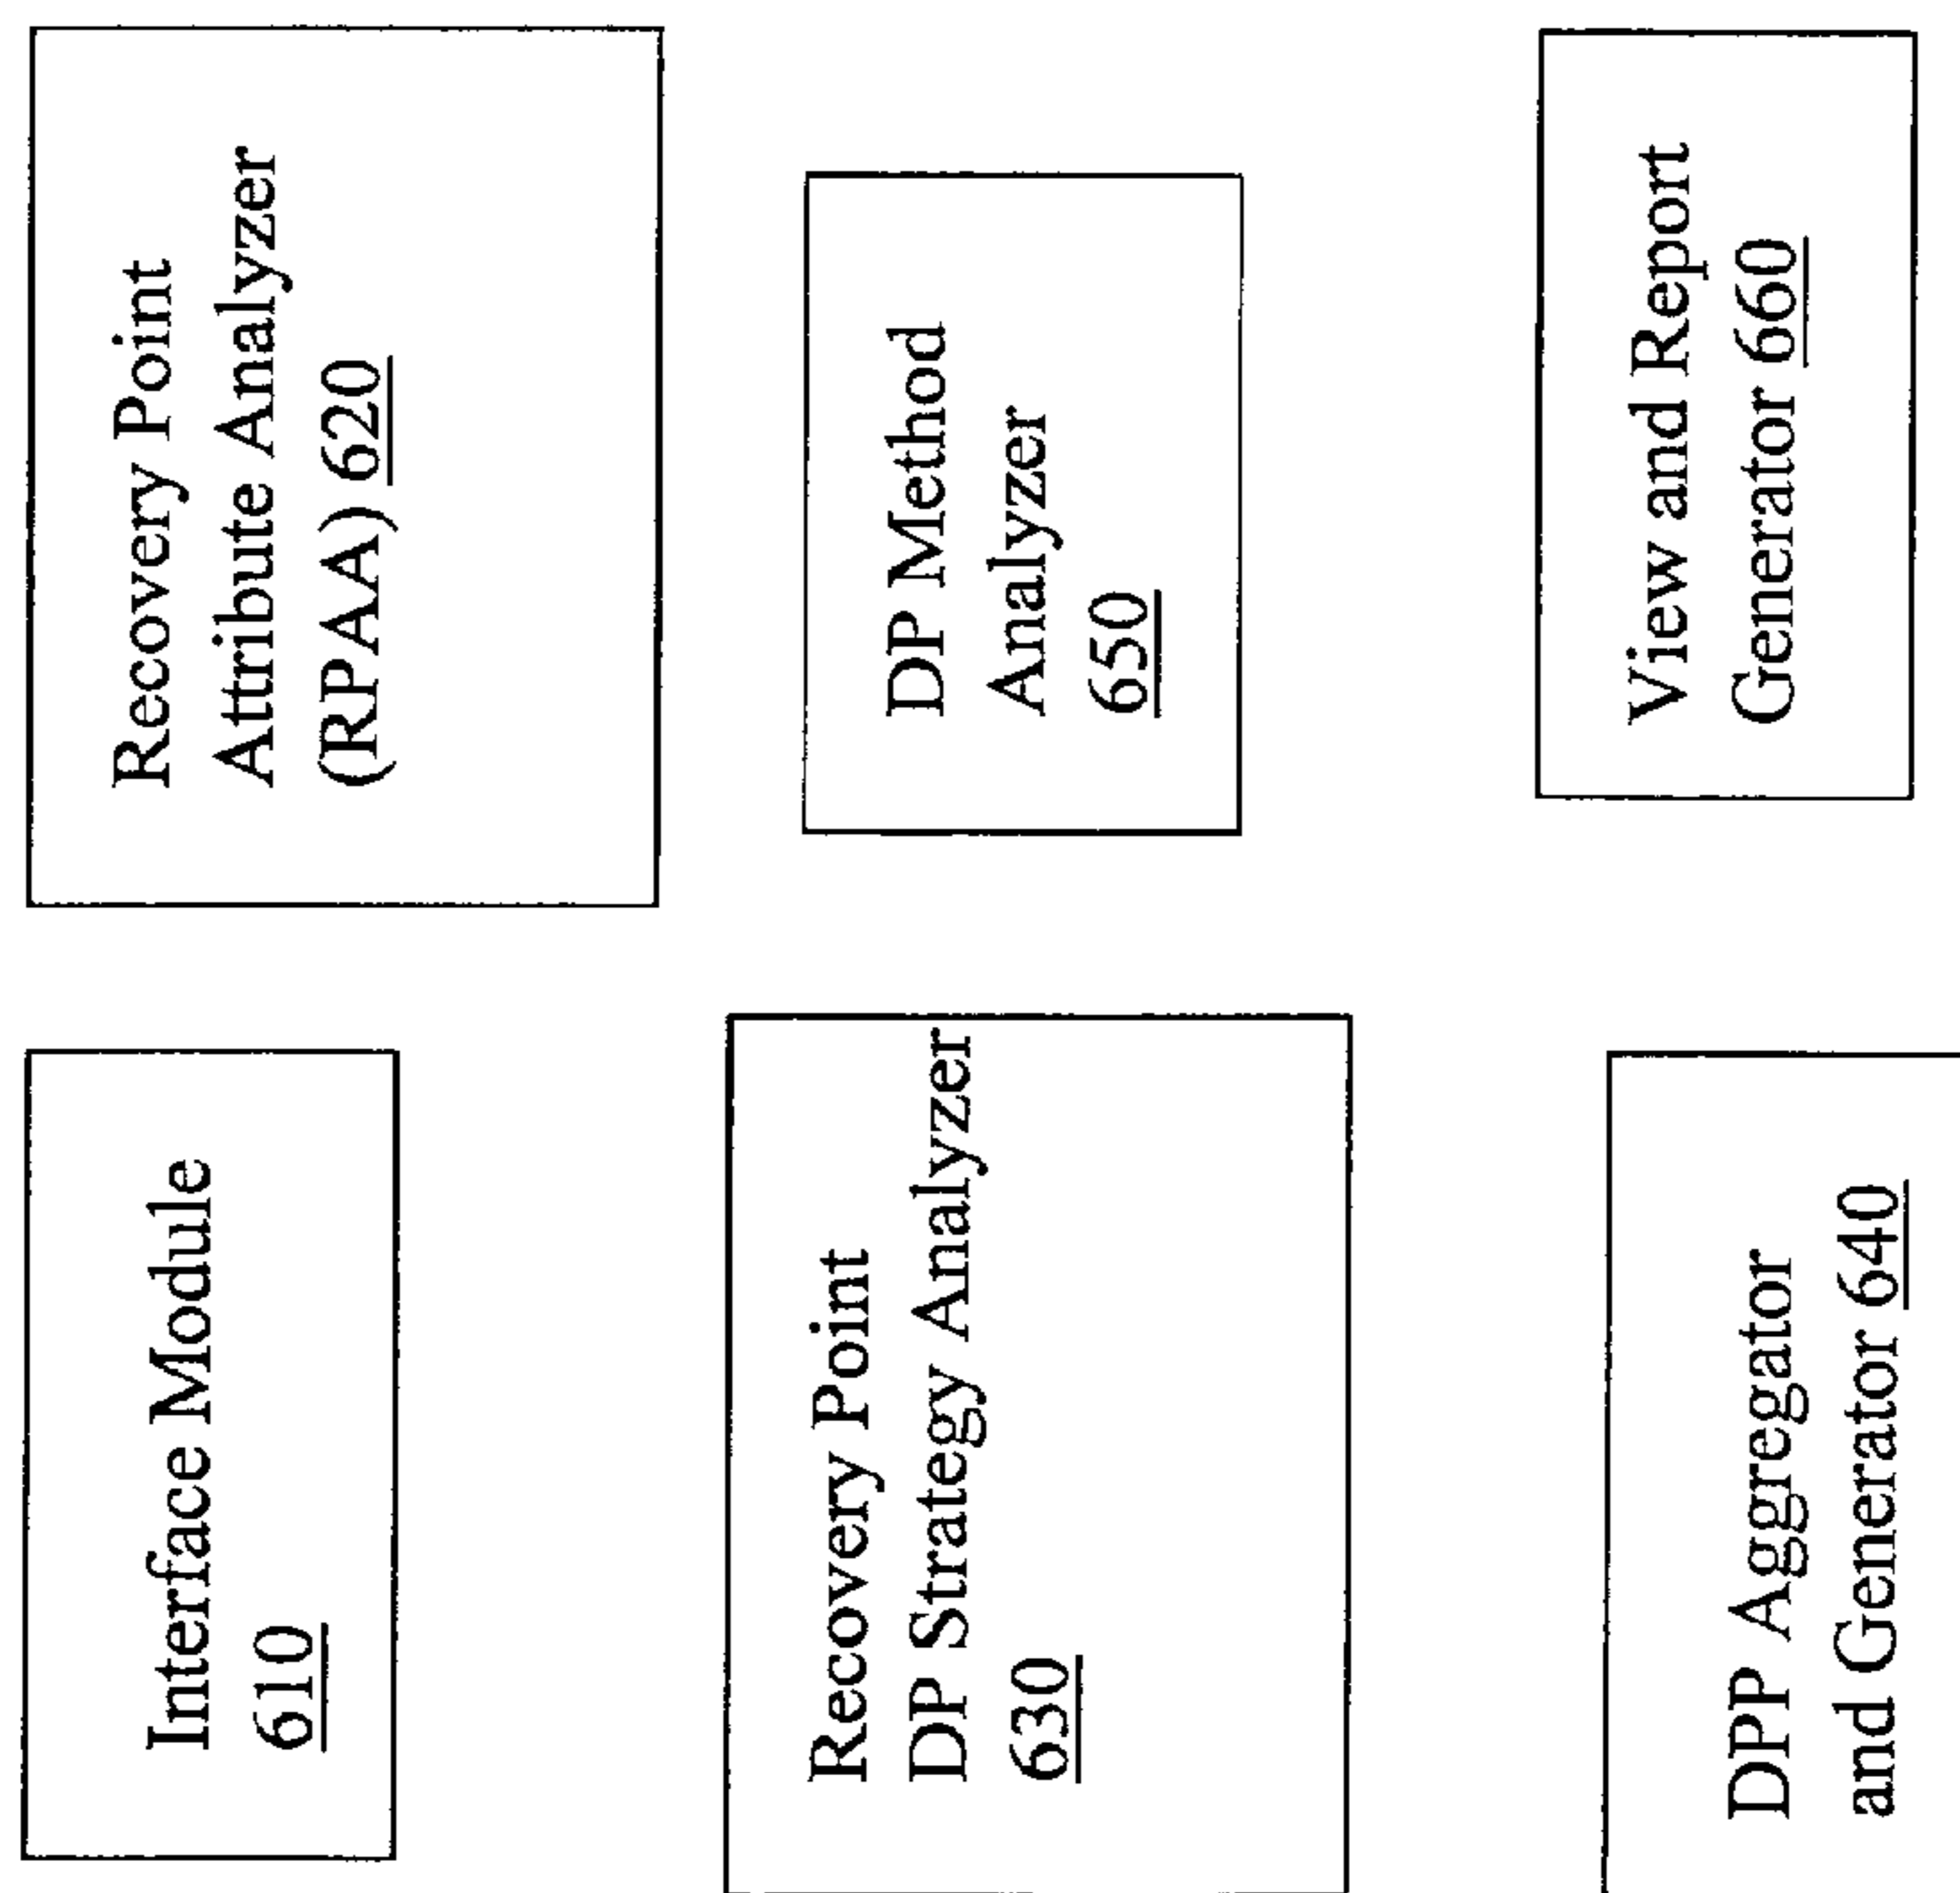 Interface Module
610
Recovery Point
Attribute Analyzer
(RPAA) 620
Recovery Point
DP Strategy Analyzer
630
DP Method
Analyzer
650
DPP Aggregator
and Generator 640
View and Report
Generator 660